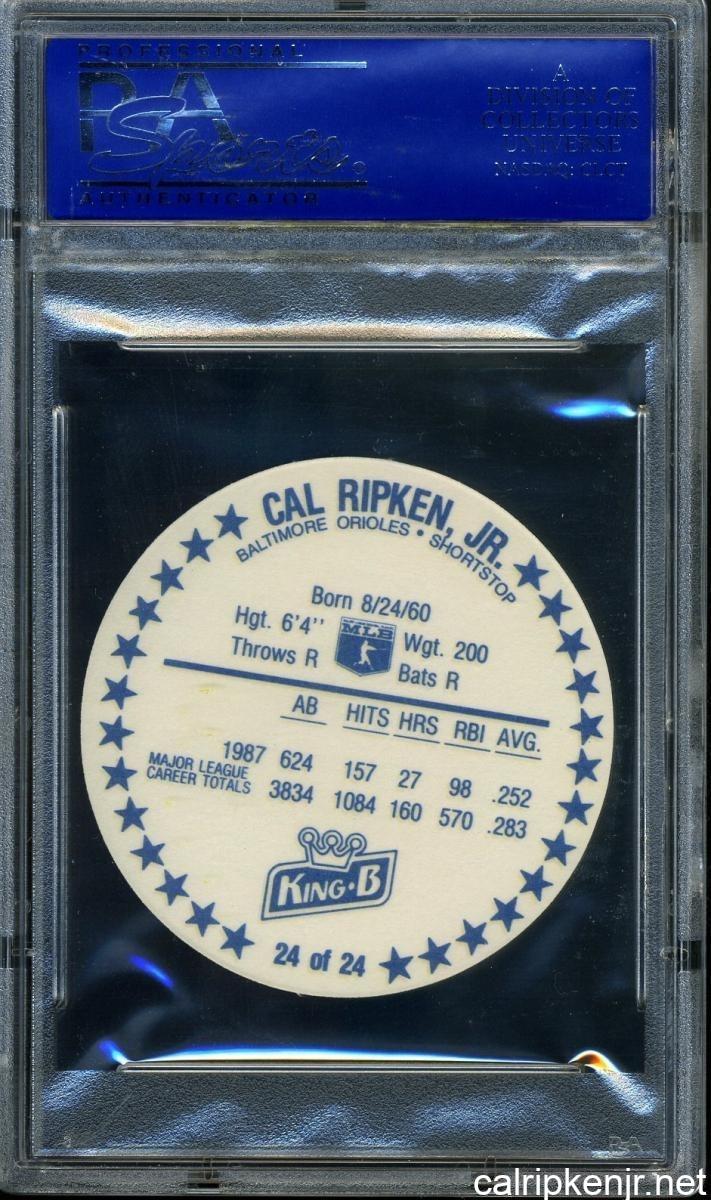 PROFESSIONAL
PSA
Sports
AUTHENTICATOR
A
DIVISION OF
COLLECTORS
UNIVERSE
NASDAQ: CLCT
CAL RIPKEN, JR.
BALTIMORE ORIOLES • SHORTSTOP
Born 8/24/60
Hgt. 6'4'' MLB Wgt. 200
Throws R Bats R
AB HITS HRS RBI AVG.
1987 624 157 27 98 .252
MAJOR LEAGUE
CAREER TOTALS 3834 1084 160 570 .283
KING•B
24 of 24
PSA
calripkenjr.net